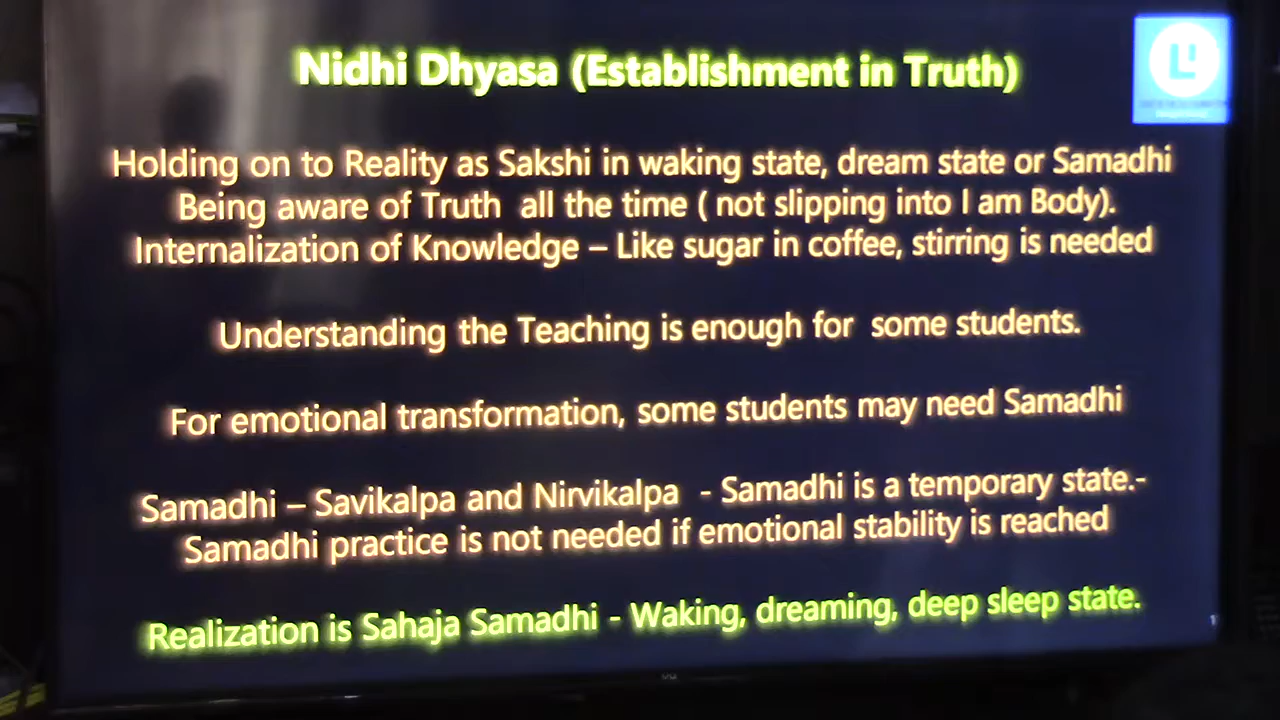 Nidhi Dhyasa (Establishment in Truth)
Holding on to Reality as Sakshi in waking state, dream state or Samadhi
Being aware of Truth all the time ( not slipping into I am Body).
Internalization of Knowledge – Like sugar in coffee, stirring is needed
Understanding the Teaching is enough for some students.
For emotional transformation, some students may need Samadhi
Samadhi – Savikalpa and Nirvikalpa - Samadhi is a temporary state.-
Samadhi practice is not needed if emotional stability is reached
Realization is Sahaja Samadhi - Waking, dreaming, deep sleep state.